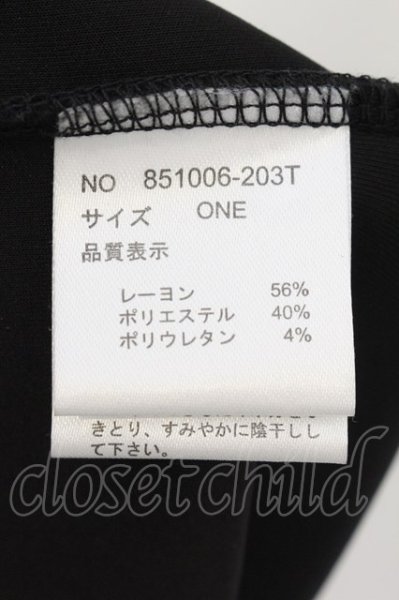 NO 851006-203T
サイズ ONE
品質表示
レーヨン 56%
ポリエステル 40%
ポリウレタン 4%
きとり、すみやかに陰干しし
て下さい。
closetchild